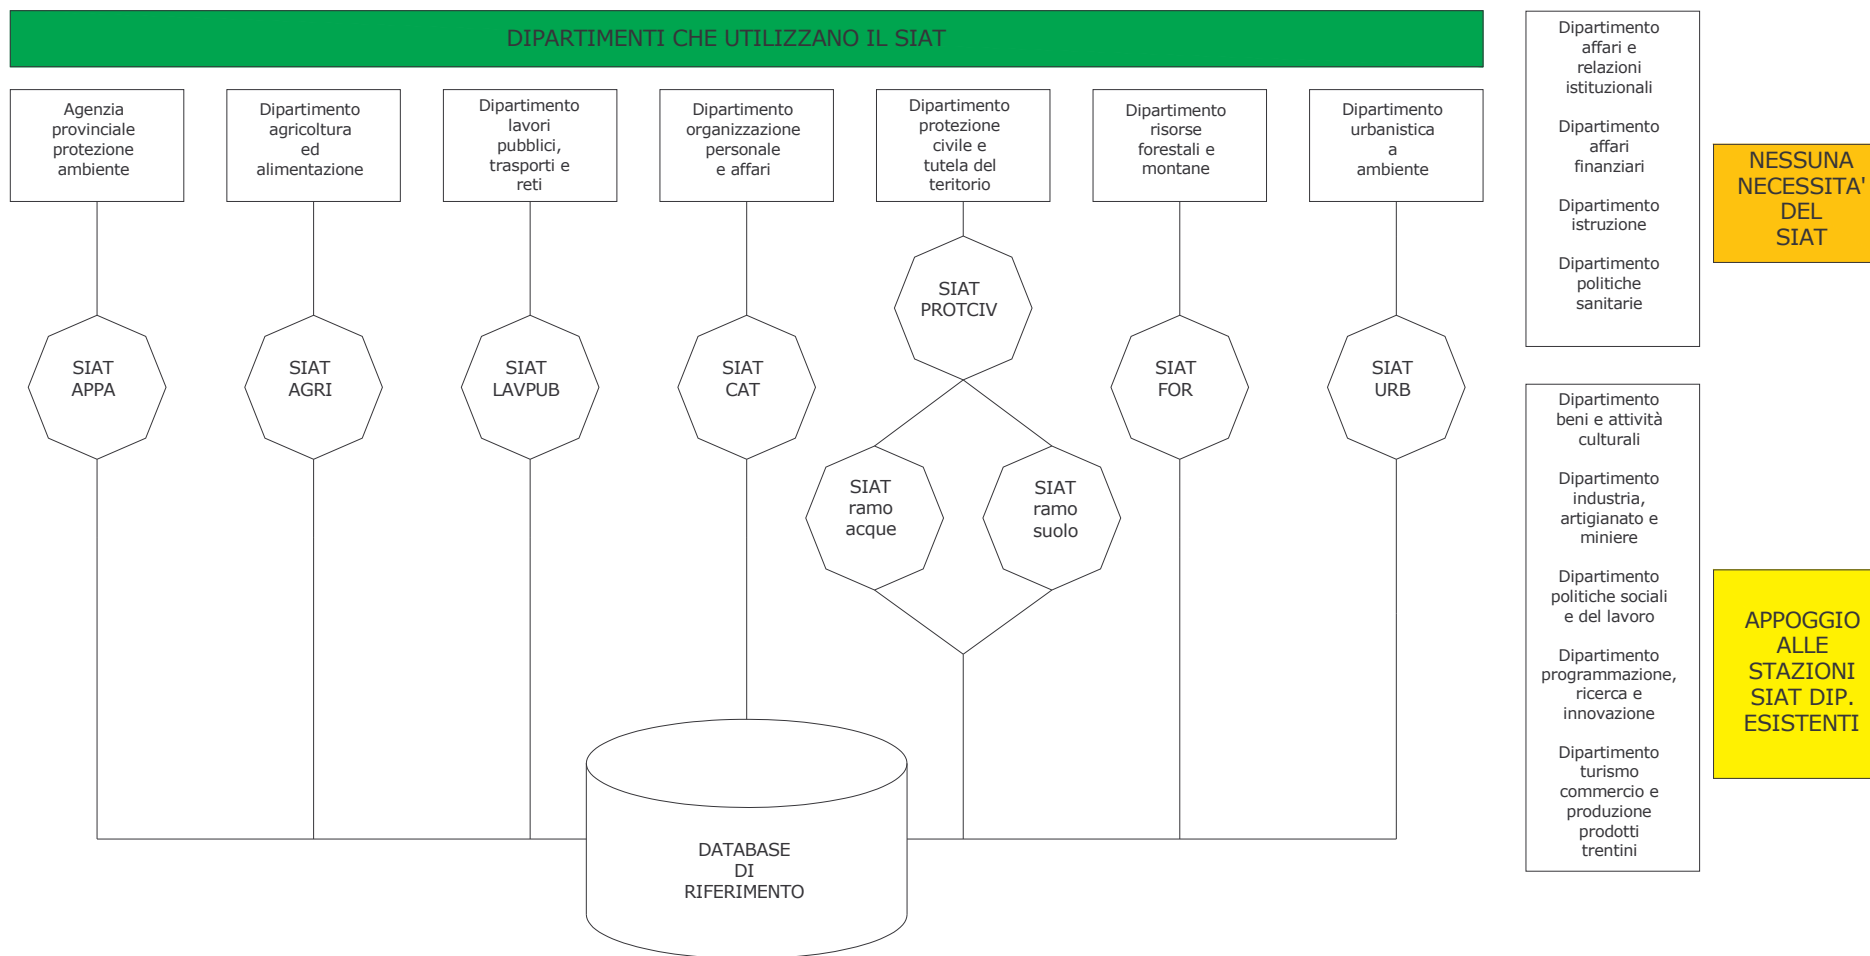 DIPARTIMENTI CHE UTILIZZANO IL SIAT
Agenzia
provinciale
protezione
ambiente
Dipartimento
agricoltura
ed
alimentazione
Dipartimento
lavori
pubblici,
trasporti e
reti
Dipartimento
organizzazione
personale
e affari
Dipartimento
protezione
civile e
tutela del
teritorio
Dipartimento
risorse
forestali e
montane
Dipartimento
urbanistica
a
ambiente
SIAT
APPA
SIAT
AGRI
SIAT
LAVPUB
SIAT
CAT
SIAT
PROTCIV
SIAT
FOR
SIAT
URB
SIAT
ramo
acque
SIAT
ramo
suolo
DATABASE
DI
RIFERIMENTO
Dipartimento
affari e
relazioni
istituzionali
Dipartimento
affari
finanziari
Dipartimento
istruzione
Dipartimento
politiche
sanitarie
NESSUNA
NECESSITA'
DEL
SIAT
Dipartimento
beni e attività
culturali
Dipartimento
industria,
artigianato e
miniere
Dipartimento
politiche sociali
e del lavoro
Dipartimento
programmazione,
ricerca e
innovazione
Dipartimento
turismo
commercio e
produzione
prodotti
trentini
APPOGGIO
ALLE
STAZIONI
SIAT DIP.
ESISTENTI